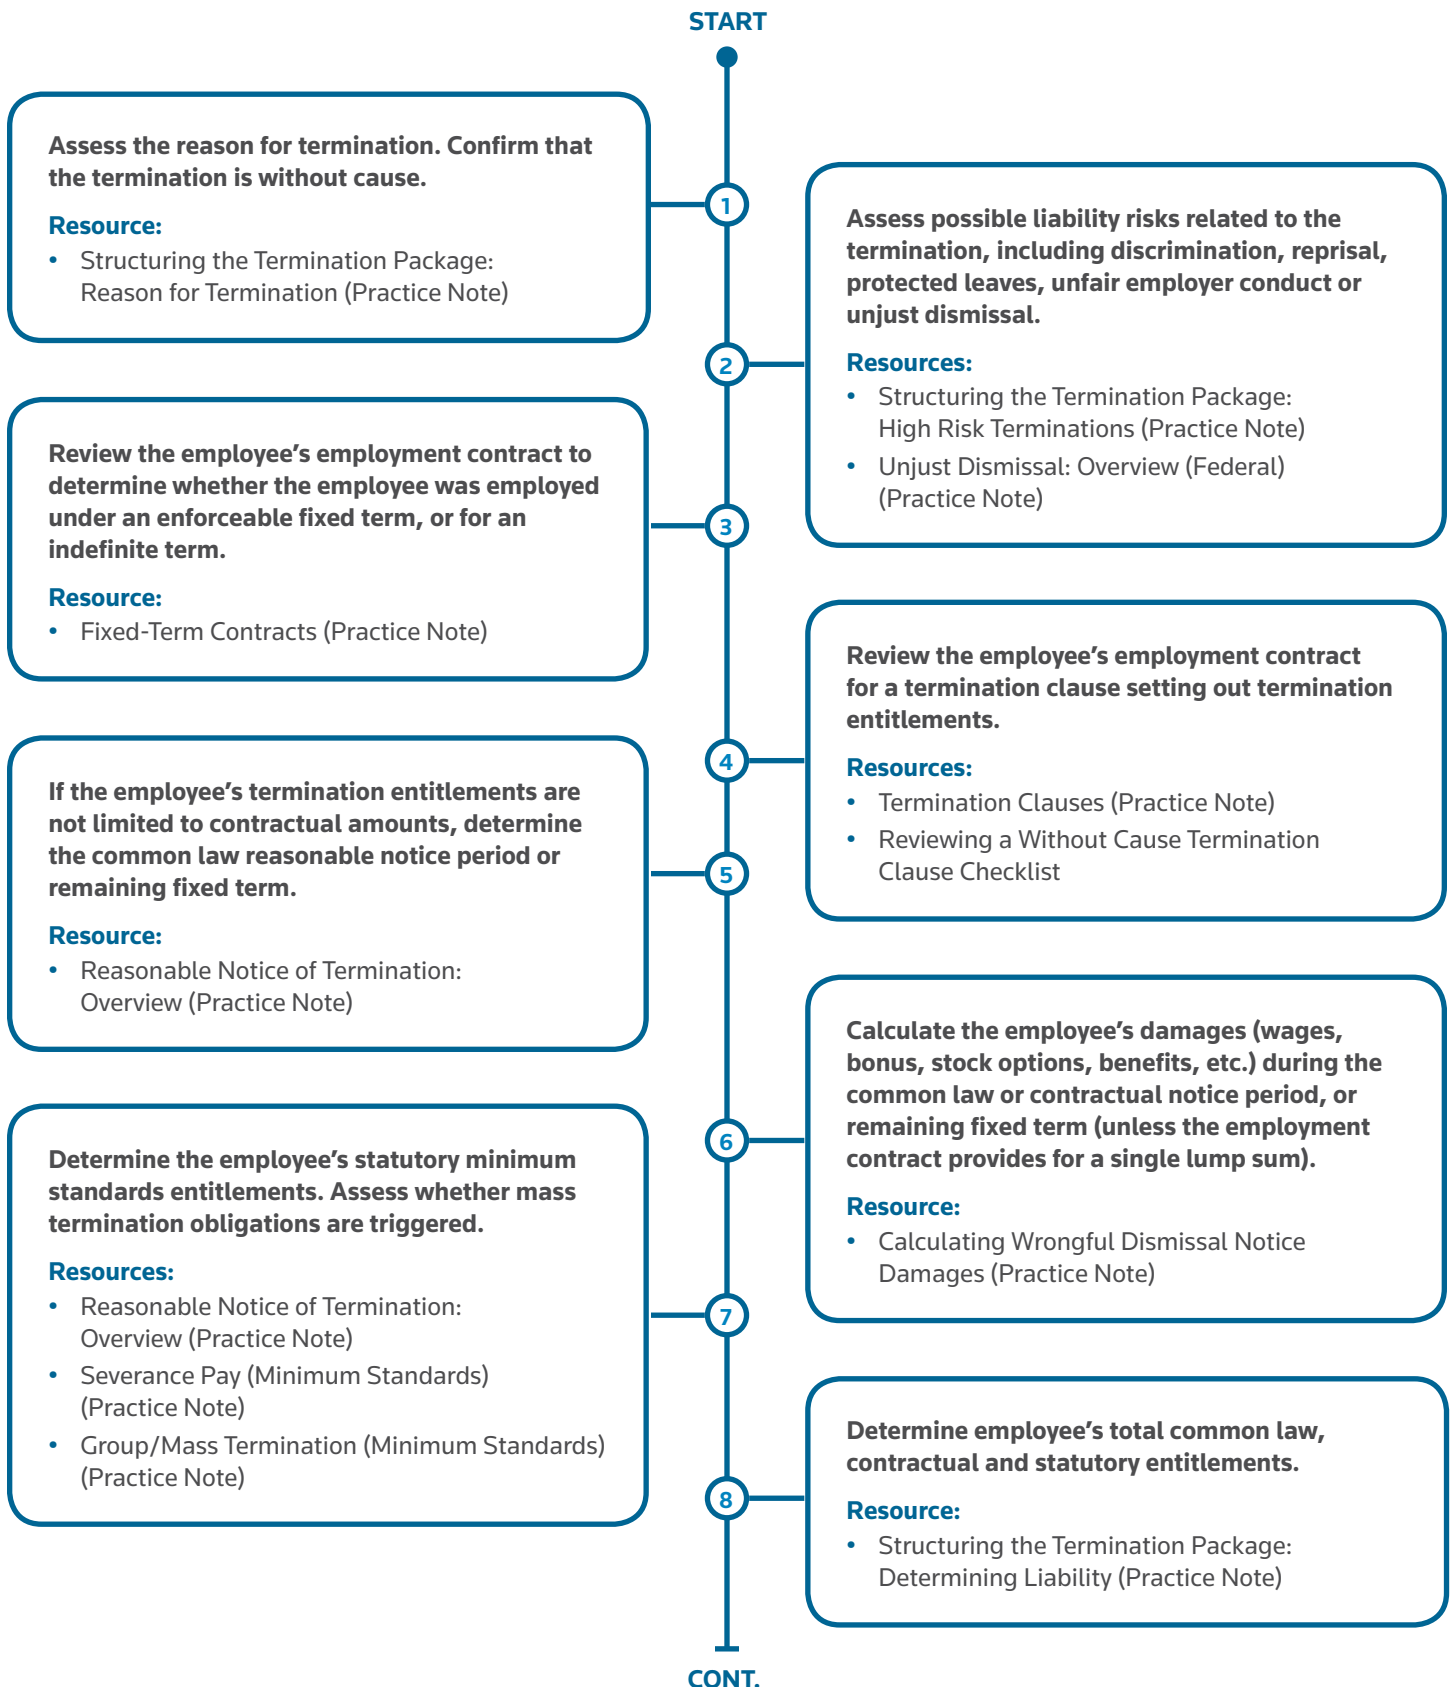 START
1
Assess the reason for termination. Confirm that
the termination is without cause.
Resource:
• Structuring the Termination Package:
Reason for Termination (Practice Note)
2
Assess possible liability risks related to the
termination, including discrimination, reprisal,
protected leaves, unfair employer conduct or
unjust dismissal.
Resources:
• Structuring the Termination Package:
High Risk Terminations (Practice Note)
• Unjust Dismissal: Overview (Federal)
(Practice Note)
3
Review the employee’s employment contract to
determine whether the employee was employed
under an enforceable fixed term, or for an
indefinite term.
Resource:
• Fixed-Term Contracts (Practice Note)
4
Review the employee’s employment contract
for a termination clause setting out termination
entitlements.
Resources:
• Termination Clauses (Practice Note)
• Reviewing a Without Cause Termination
Clause Checklist
5
If the employee’s termination entitlements are
not limited to contractual amounts, determine
the common law reasonable notice period or
remaining fixed term.
Resource:
• Reasonable Notice of Termination:
Overview (Practice Note)
6
Calculate the employee’s damages (wages,
bonus, stock options, benefits, etc.) during the
common law or contractual notice period, or
remaining fixed term (unless the employment
contract provides for a single lump sum).
Resource:
• Calculating Wrongful Dismissal Notice
Damages (Practice Note)
7
Determine the employee’s statutory minimum
standards entitlements. Assess whether mass
termination obligations are triggered.
Resources:
• Reasonable Notice of Termination:
Overview (Practice Note)
• Severance Pay (Minimum Standards)
(Practice Note)
• Group/Mass Termination (Minimum Standards)
(Practice Note)
8
Determine employee’s total common law,
contractual and statutory entitlements.
Resource:
• Structuring the Termination Package:
Determining Liability (Practice Note)
CONT.